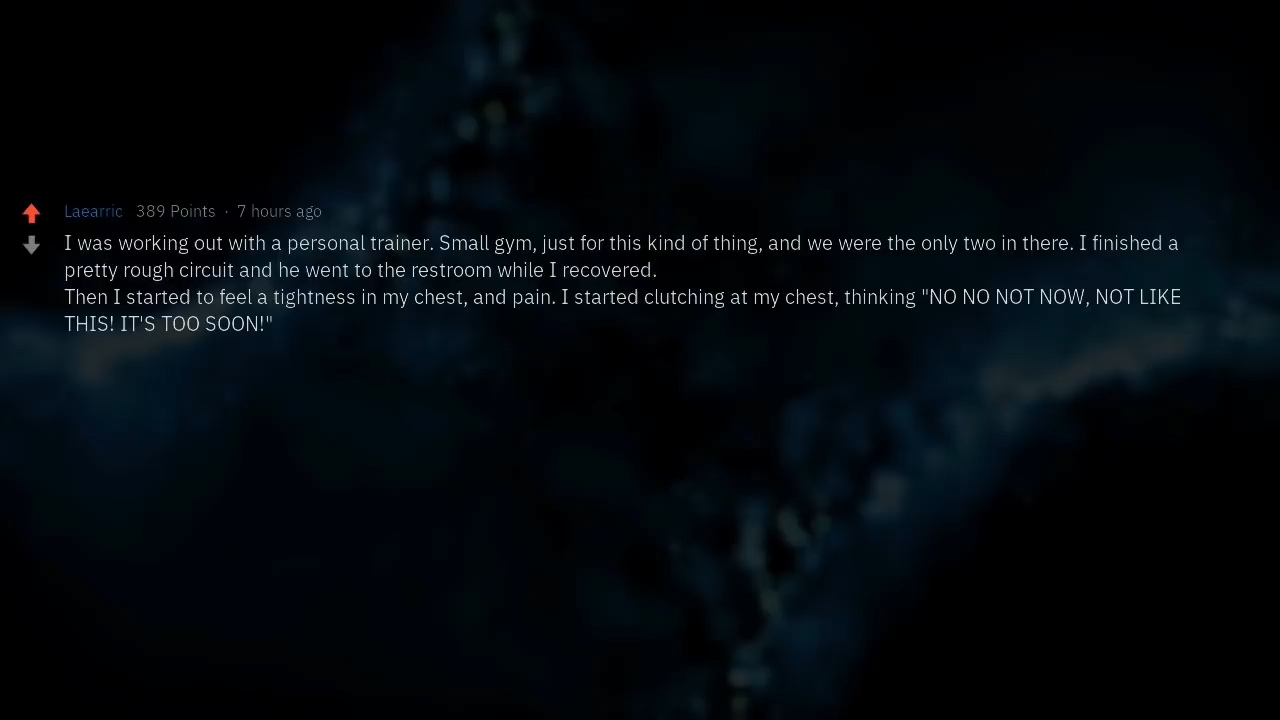 Laearric 389 Points · 7 hours ago
I was working out with a personal trainer. Small gym, just for this kind of thing, and we were the only two in there. I finished a
pretty rough circuit and he went to the restroom while I recovered.
Then I started to feel a tightness in my chest, and pain. I started clutching at my chest, thinking "NO NO NOT NOW, NOT LIKE
THIS! IT'S TOO SOON!"